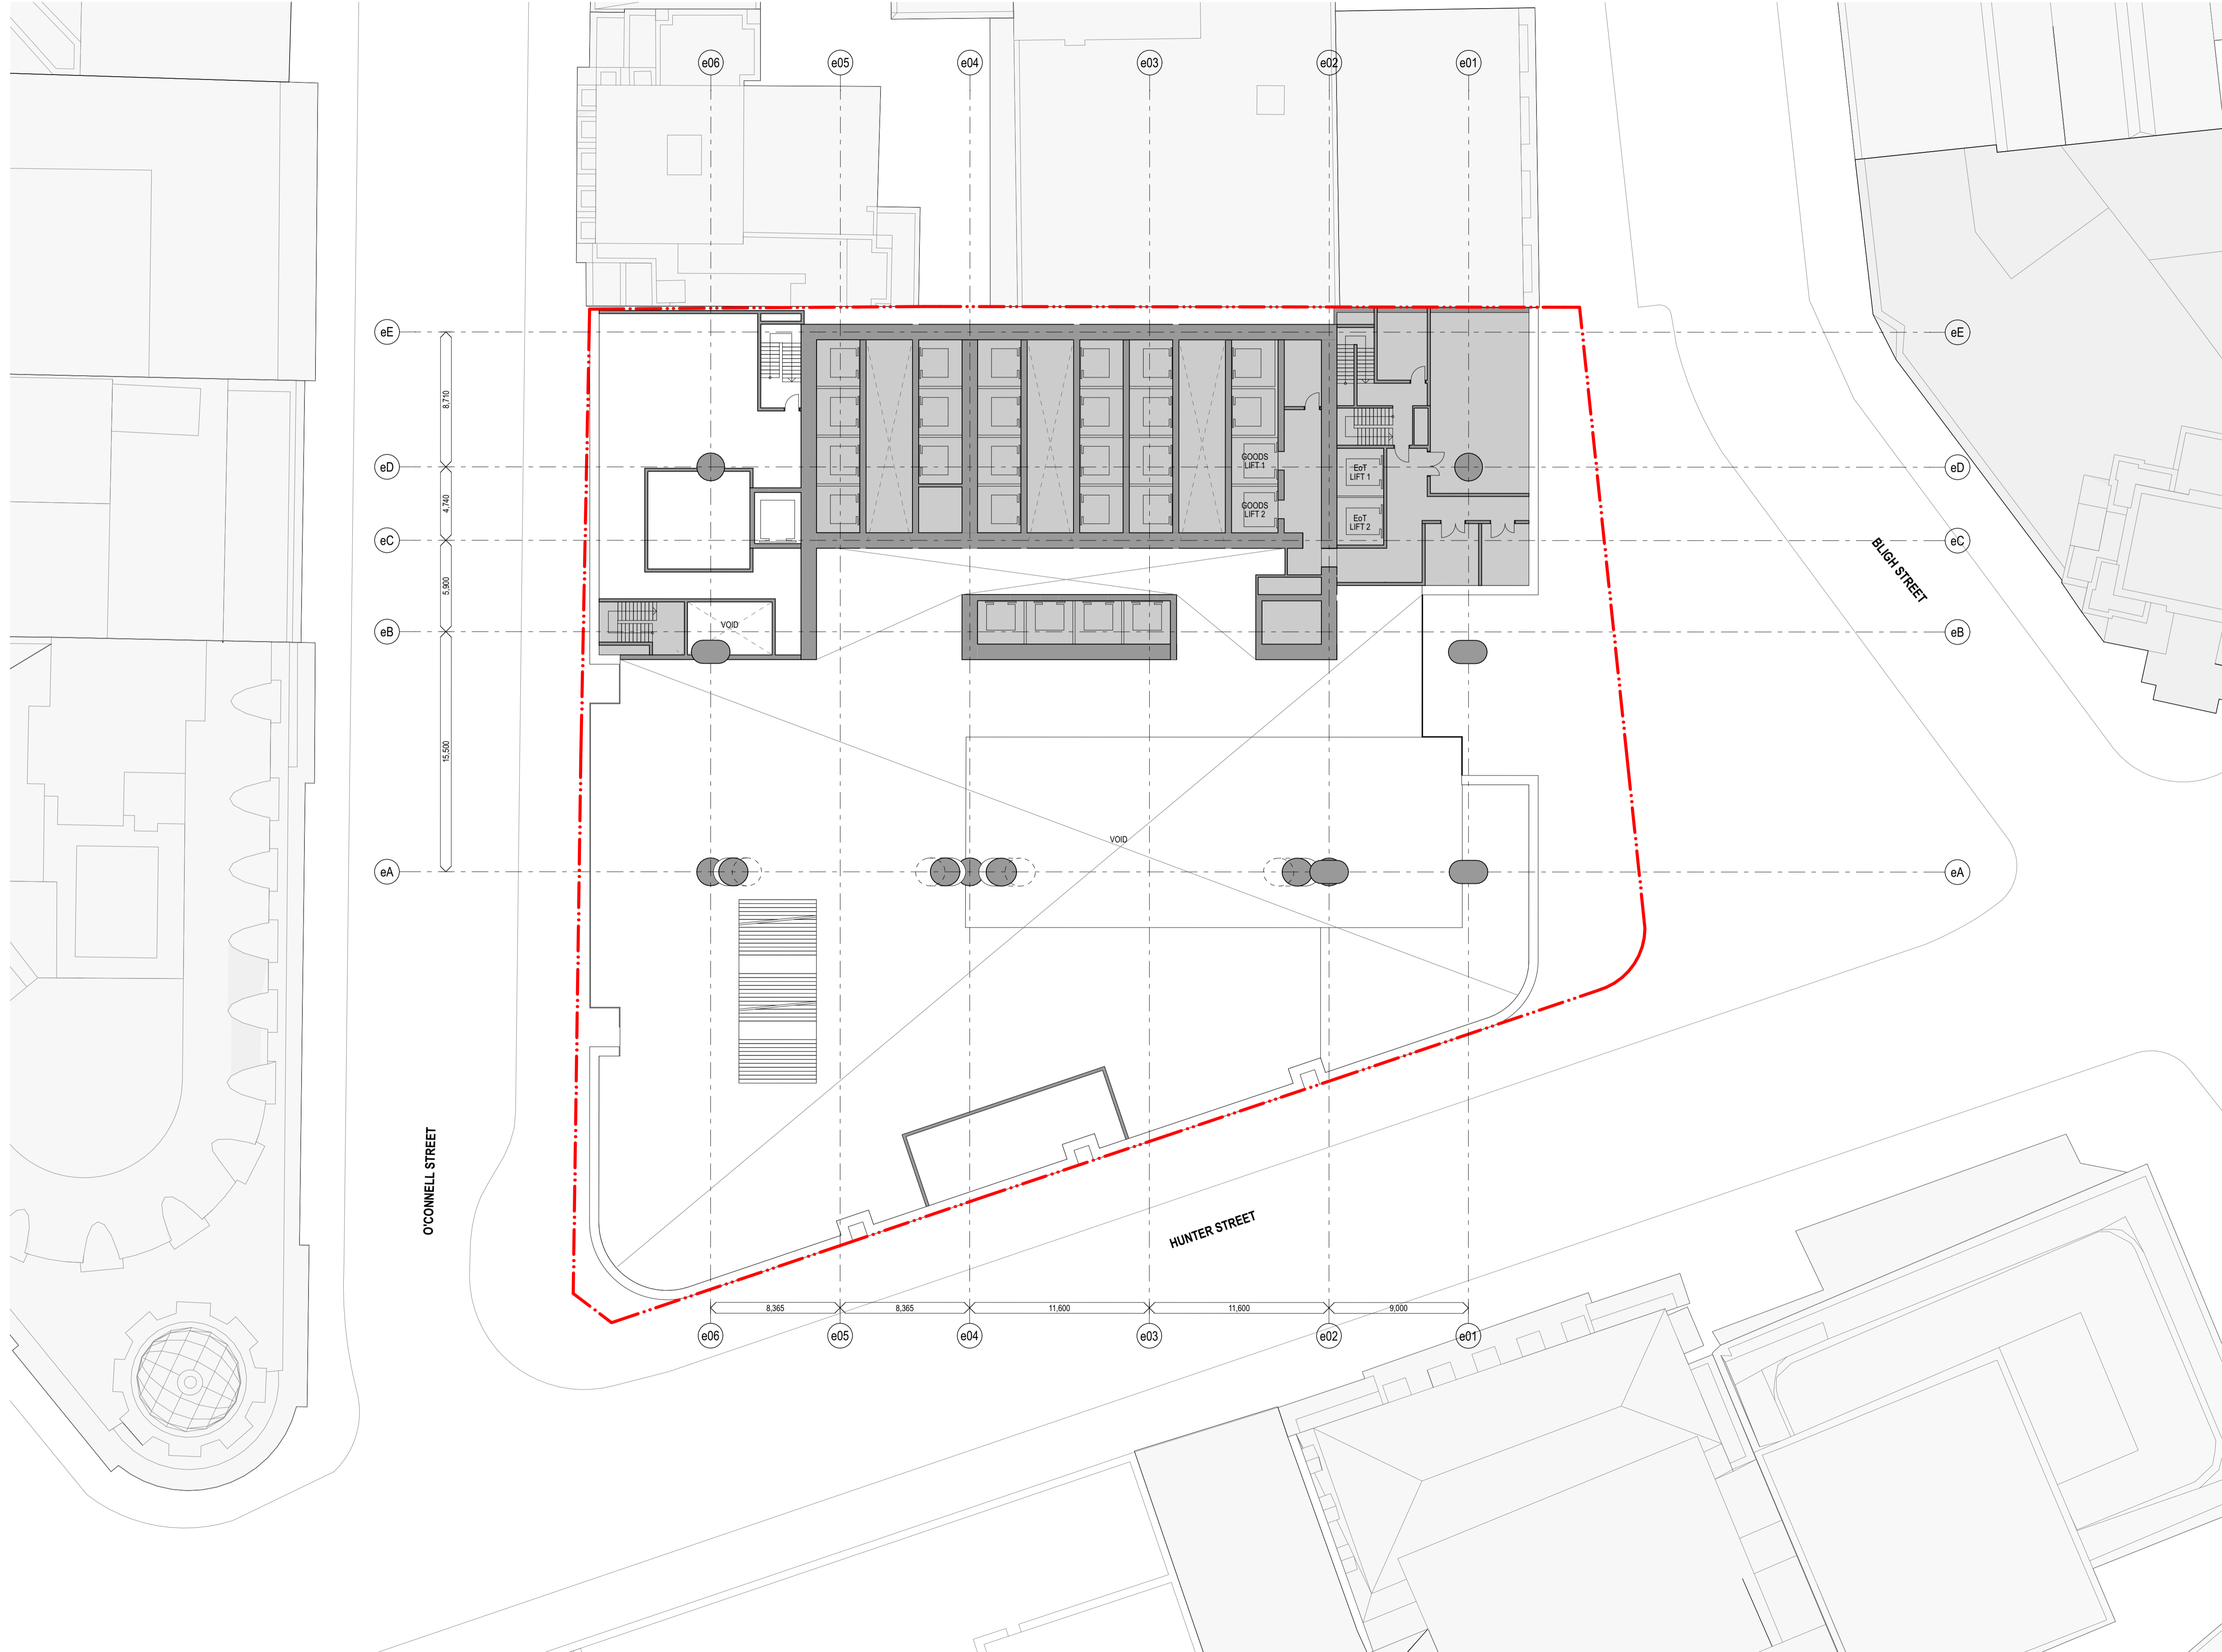 e06
e05
e04
e03
e02
e01
eE
eE
8,710
eD
GOODS
LIFT 1
EoT
LIFT 1
4,740
GOODS
LIFT 2
EoT
LIFT 2
eC
eC
BLIGH STREET
5,900
eB
VOID
eB
15,500
VOID
eA
eA
O'CONNELL STREET
HUNTER STREET
8,365
8,365
11,600
11,600
9,000
e06
e05
e04
e03
e02
e01
eD